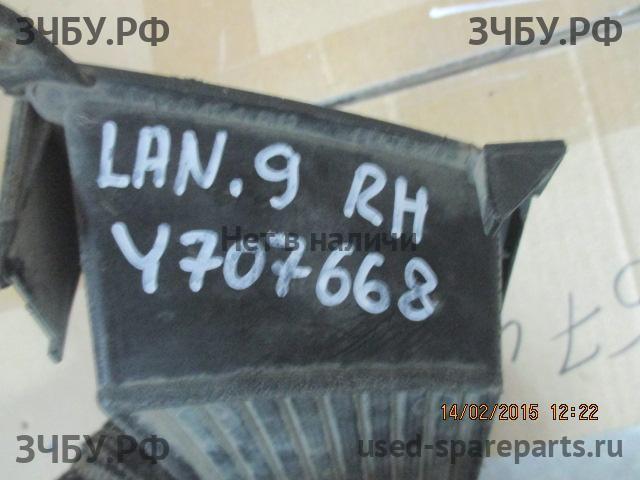 ЗЧБУ.РФ ЗЧБУ.РФ
LAN.9 RH
Нет в наличии
Y707668
14/02/2015 12:22
ЗЧБУ.РФ used-spareparts.ru